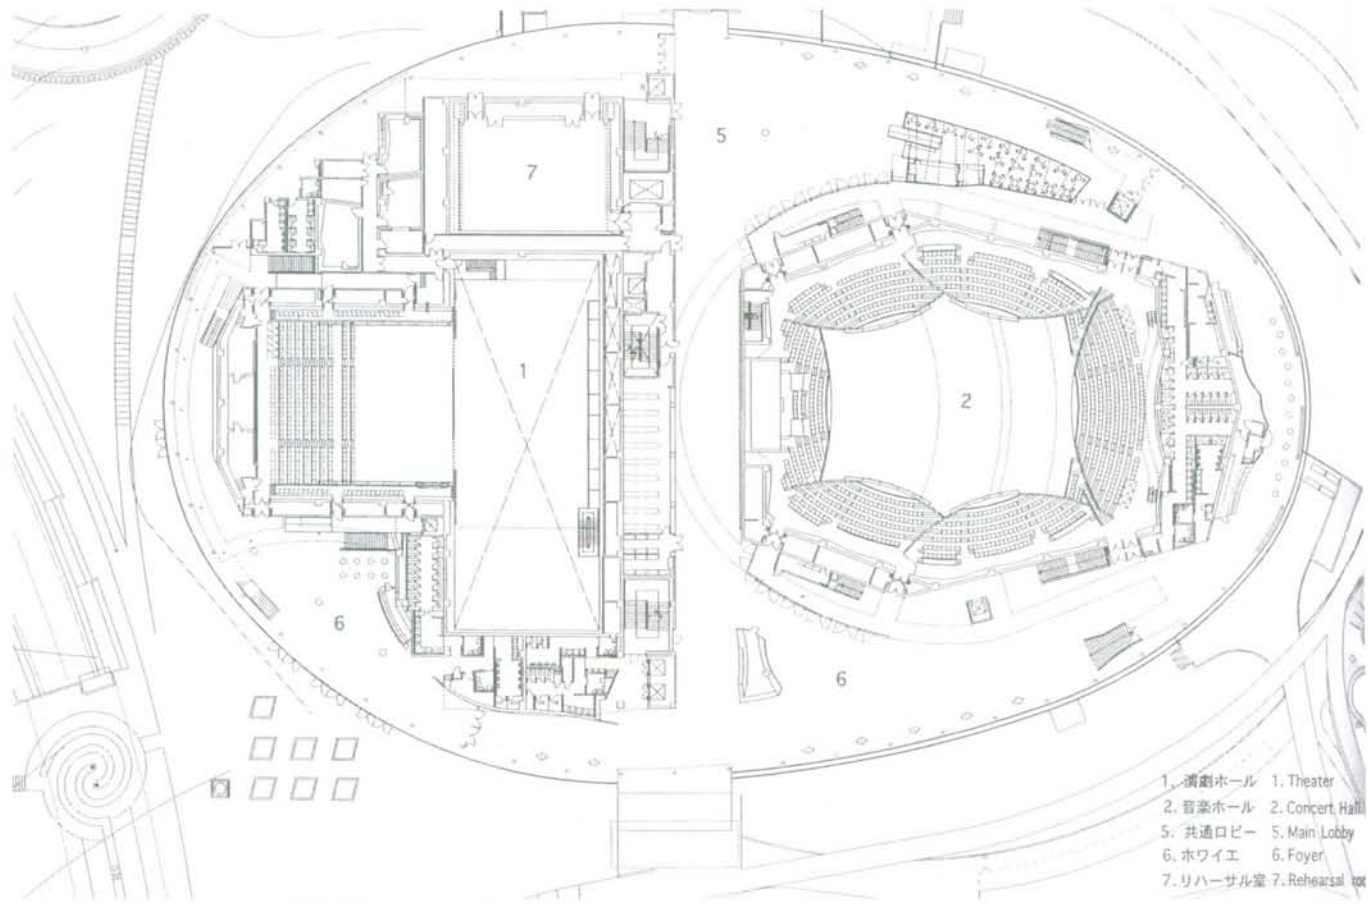 7
5
1
2
6
6
1. 演劇ホール 1. Theater
2. 音楽ホール 2. Concert Hall
5. 共通ロビー 5. Main Lobby
6. ホワイエ 6. Foyer
7. リハーサル室 7. Rehearsal roo